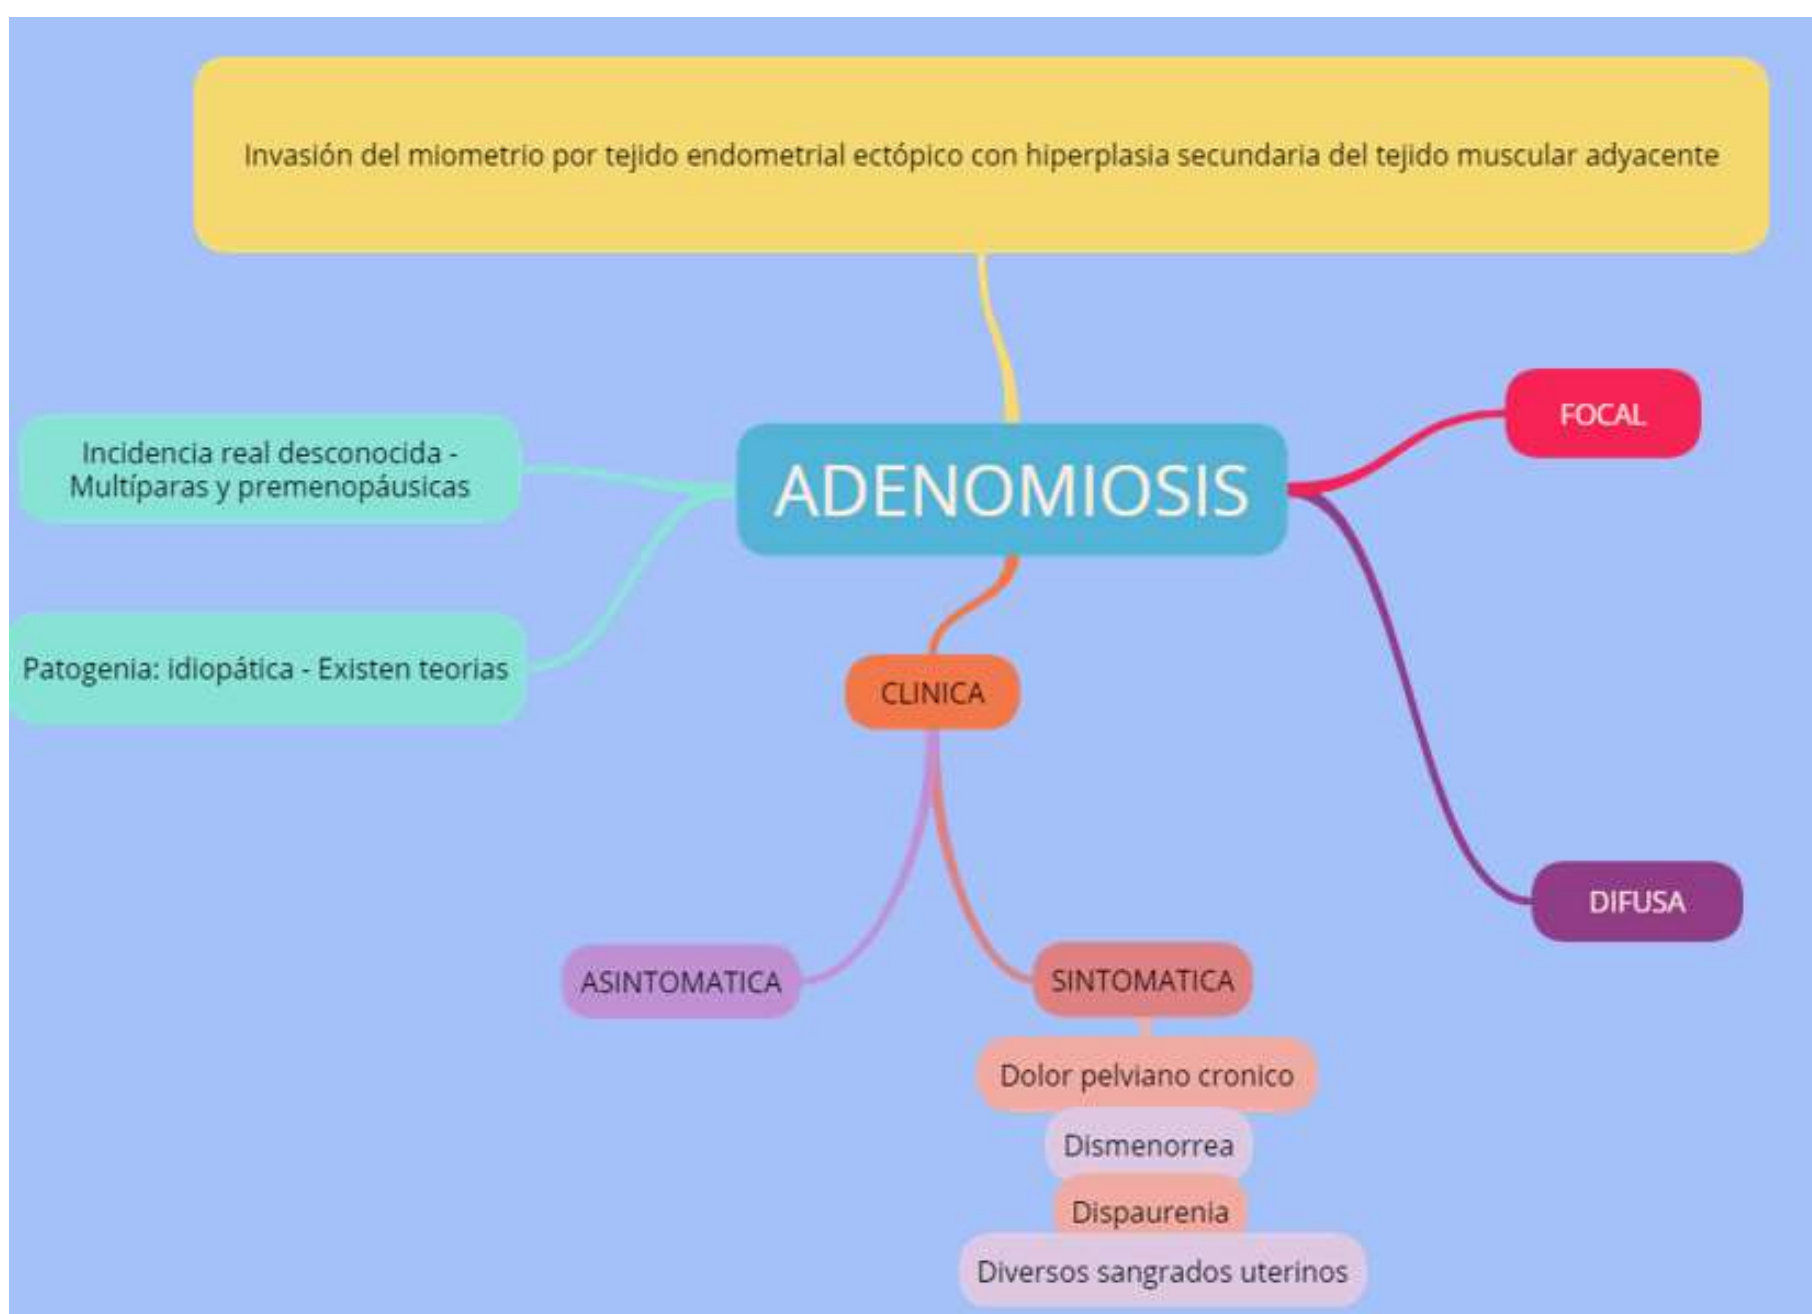 Invasión del miometrio por tejido endometrial ectópico con hiperplasia secundaria del tejido muscular adyacente
FOCAL
Incidencia real desconocida -
Multíparas y premenopáusicas
ADENOMIOSIS
Patogenia: idiopática - Existen teorias
CLINICA
DIFUSA
ASINTOMATICA
SINTOMATICA
Dolor pelviano cronico
Dismenorrea
Dispaurenia
Diversos sangrados uterinos